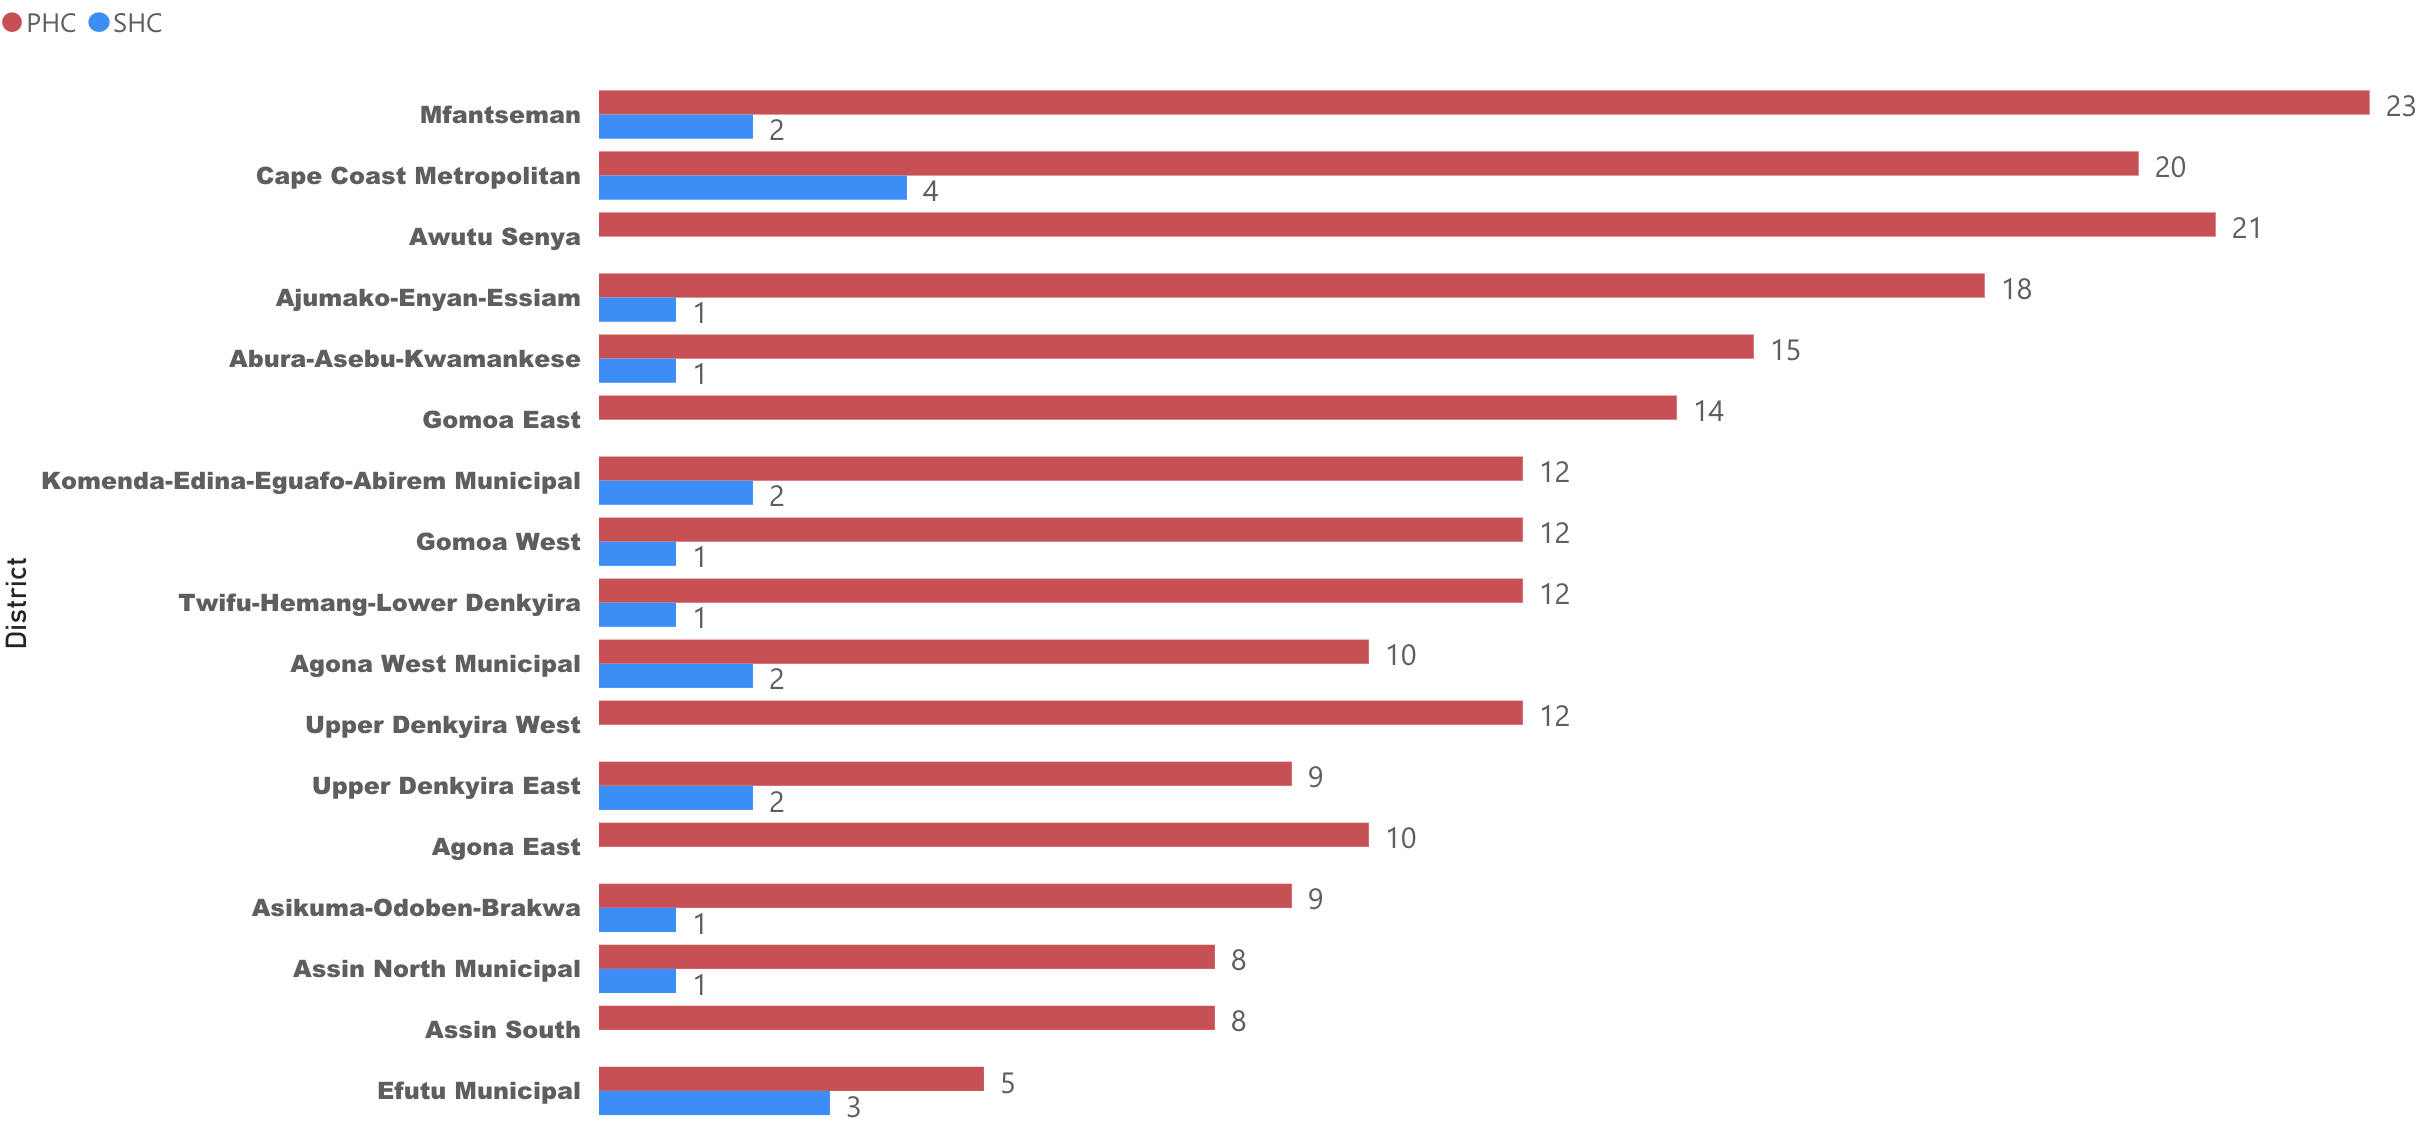 PHC SHC
Mfantseman 23
2
Cape Coast Metropolitan 20
4
Awutu Senya 21
Ajumako-Enyan-Essiam 18
1
Abura-Asebu-Kwamankese 15
1
Gomoa East 14
Komenda-Edina-Eguafo-Abirem Municipal 12
2
Gomoa West 12
1
Twifu-Hemang-Lower Denkyira 12
1
Agona West Municipal 10
2
Upper Denkyira West 12
Upper Denkyira East 9
2
Agona East 10
Asikuma-Odoben-Brakwa 9
1
Assin North Municipal 8
1
Assin South 8
Efutu Municipal 5
3
District